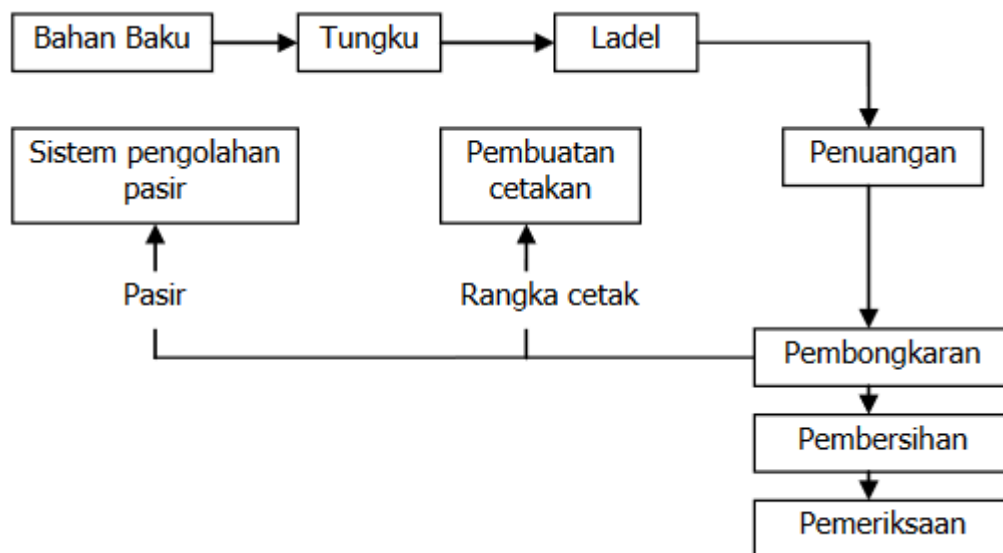 Bahan Baku
Tungku
Ladel
Sistem pengolahan
pasir
Pembuatan
cetakan
Penuangan
Pasir
Rangka cetak
Pembongkaran
Pembersihan
Pemeriksaan